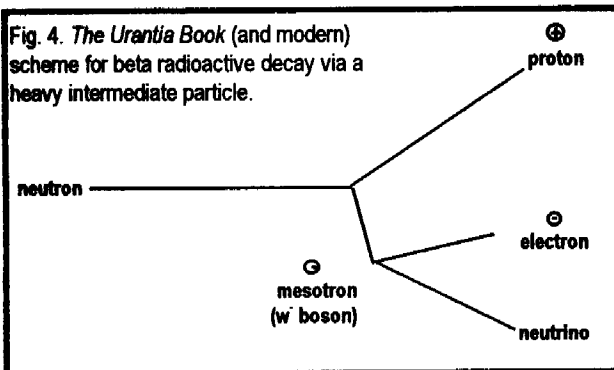 Fig. 4. The Urantia Book (and modern)
scheme for beta radioactive decay via a
heavy intermediate particle.
⊕
proton
neutron
⊖
electron
⊖
mesotron
(w⁻ boson)
neutrino